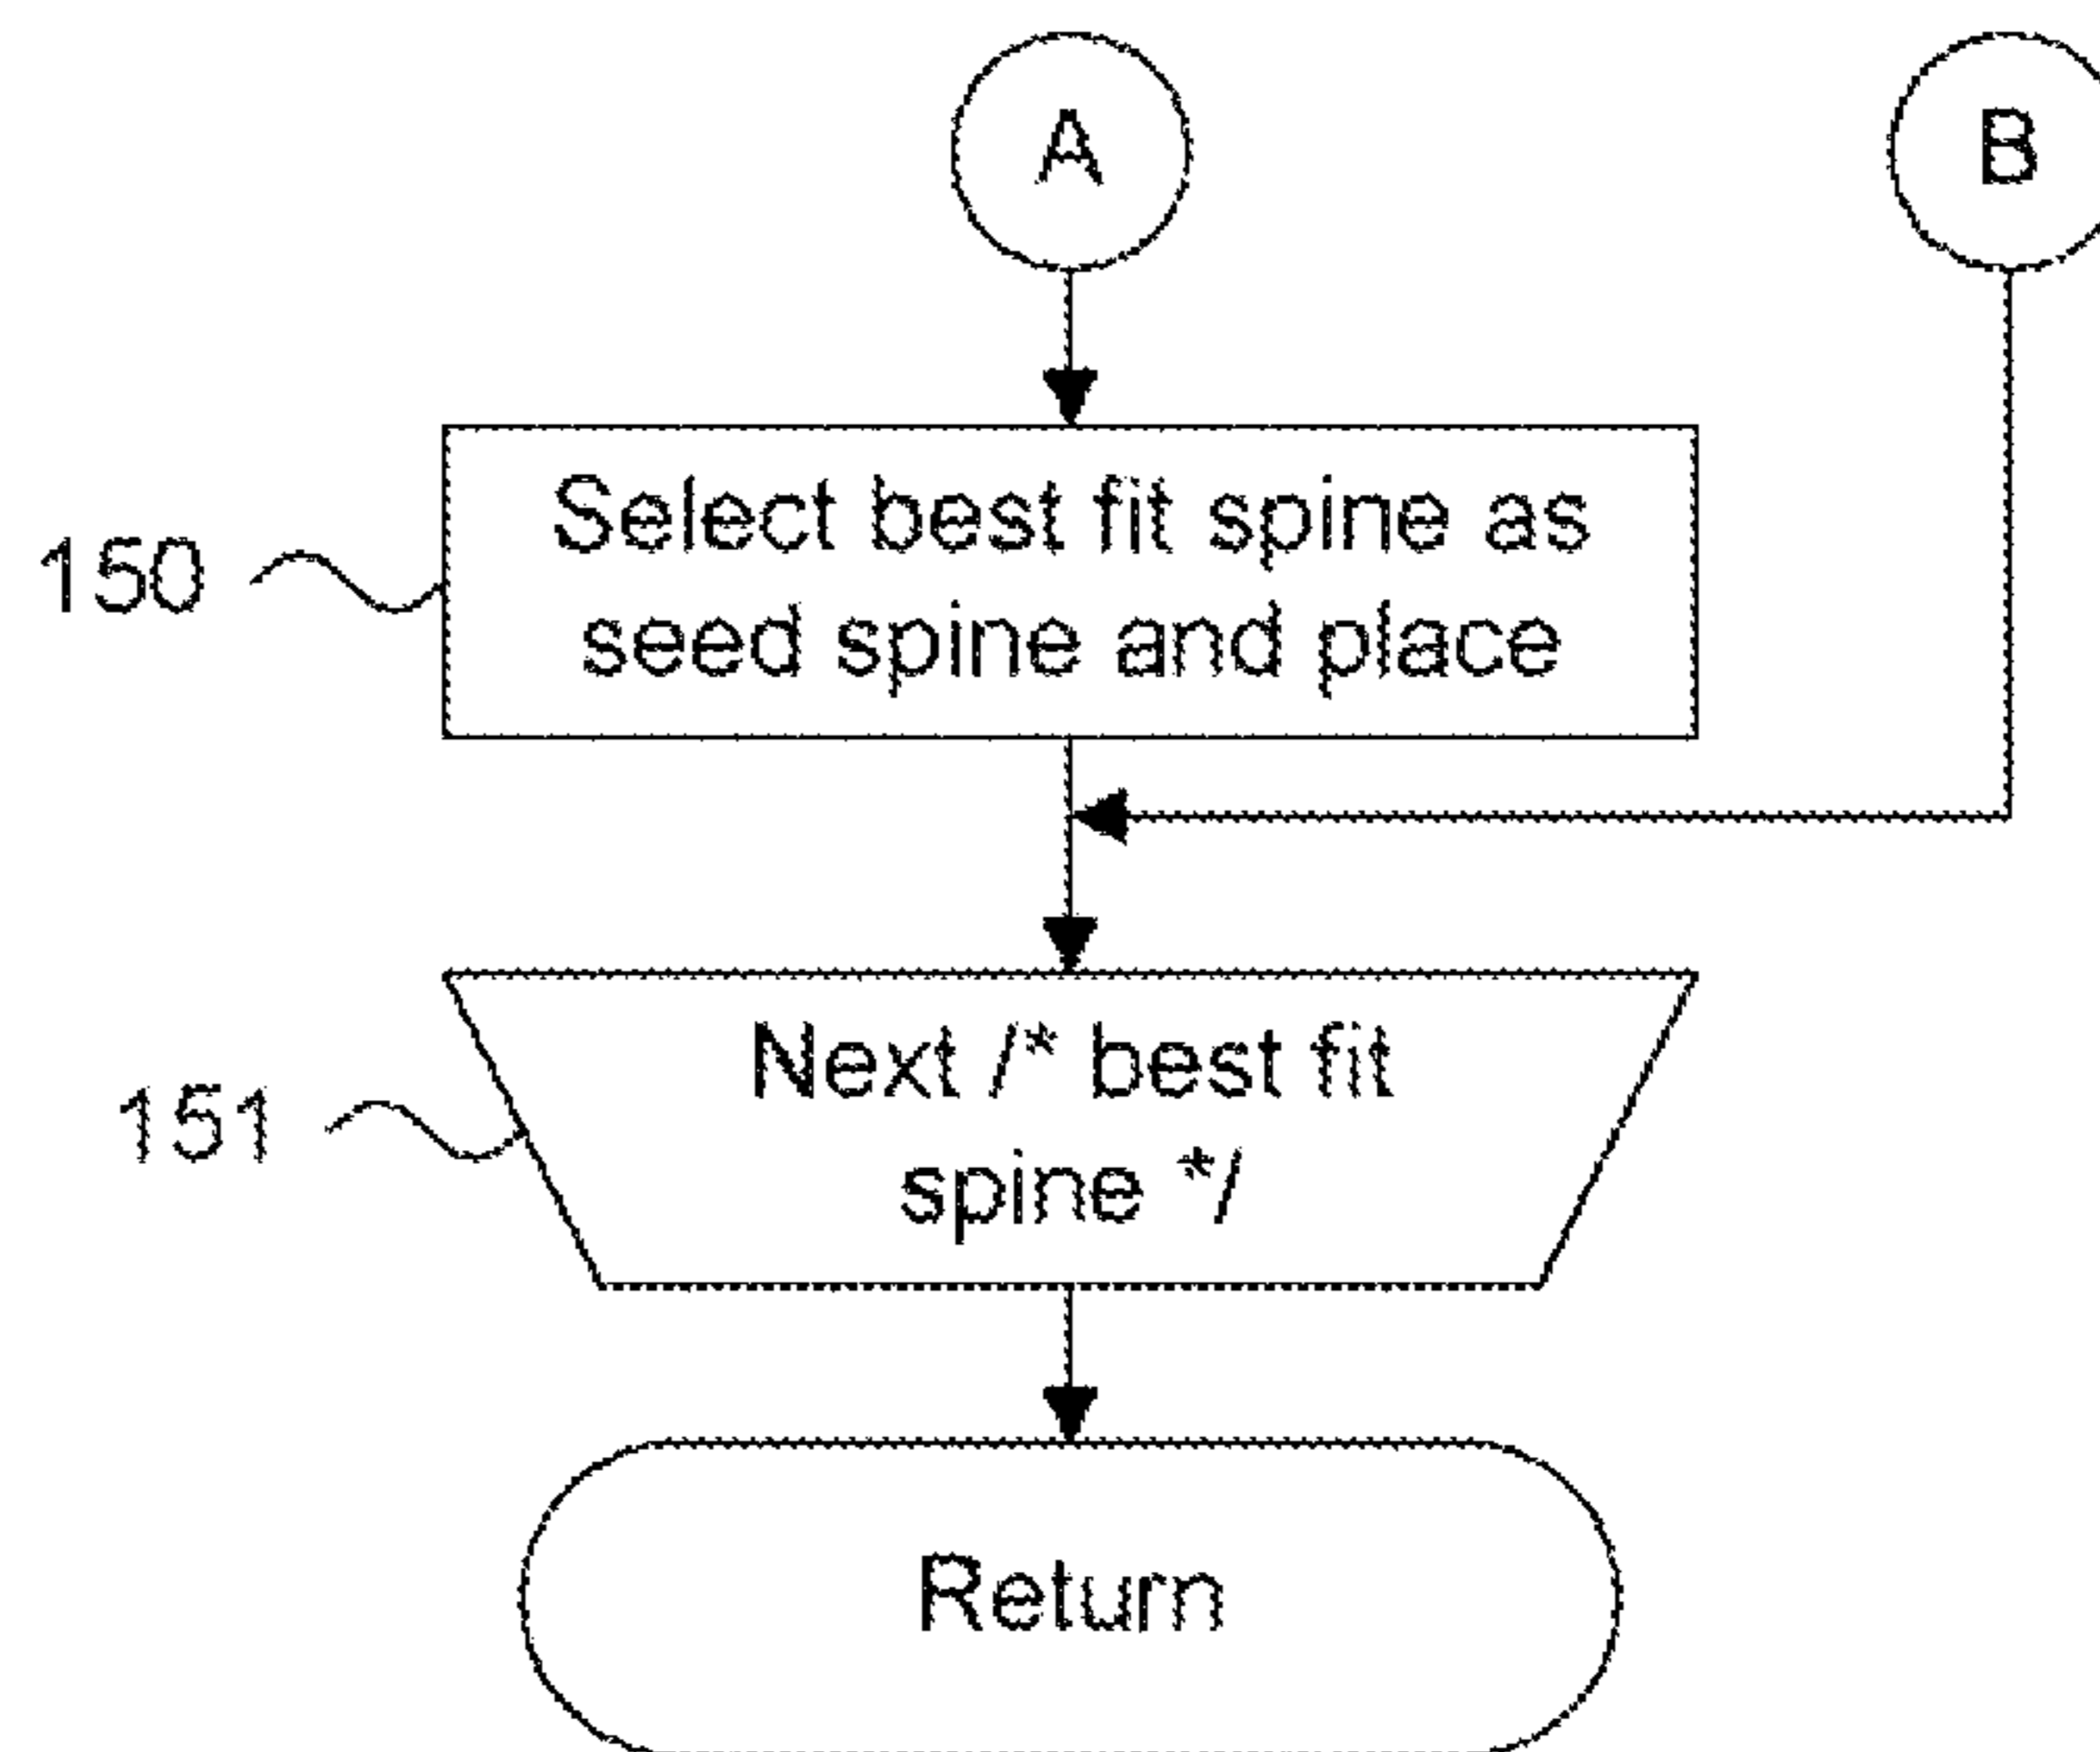 A
B
Select best fit spine as
150
seed spine and place
Next /* best fit
151
spine */
Return